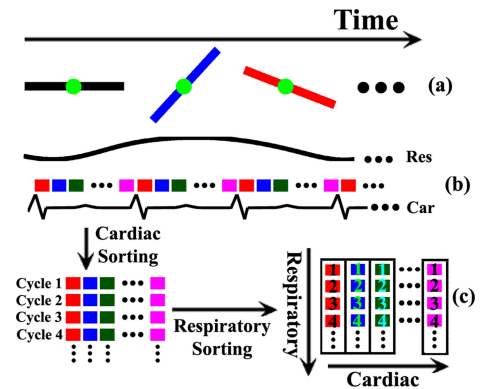 Time
(a)
Res
(b)
Car
Cardiac
Sorting
Cycle 1
Cycle 2
Cycle 3
Cycle 4
Respiratory
Sorting
Respiratory
1 1 1 1
2 2 2 2
3 3 3 3
4 4 4 4
(c)
Cardiac